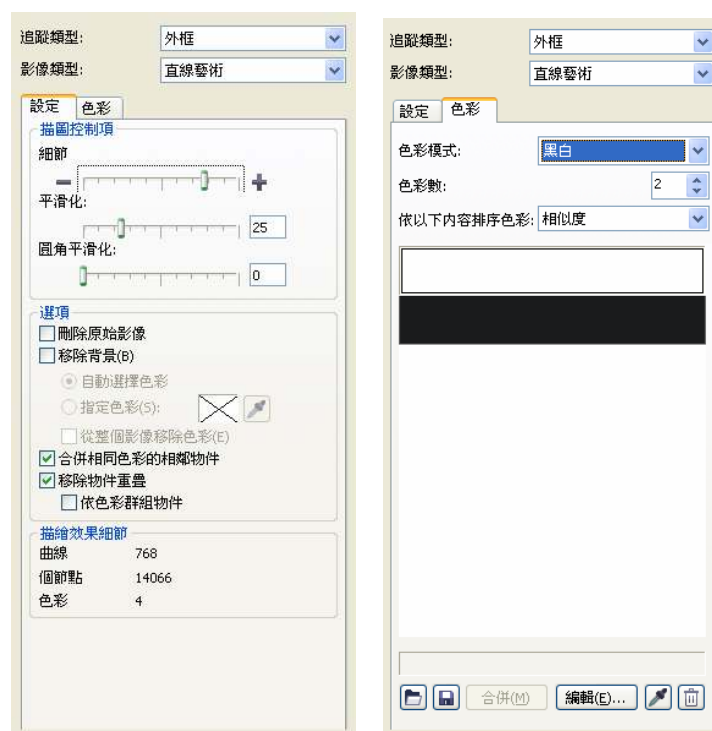 追蹤類型: 外框
影像類型: 直線藝術
設定 色彩
描圖控制項
細節
平滑化:
25
圓角平滑化:
0
選項
刪除原始影像
移除背景(B)
自動選擇色彩
指定色彩(S):
從整個影像移除色彩(E)
合併相同色彩的相鄰物件
移除物件重疊
依色彩群組物件
描繪效果細節
曲線 768
個節點 14066
色彩 4
追蹤類型: 外框
影像類型: 直線藝術
設定 色彩
色彩模式: 黑白
色彩數: 2
依以下內容排序色彩: 相似度
合併(M) 編輯(E)...